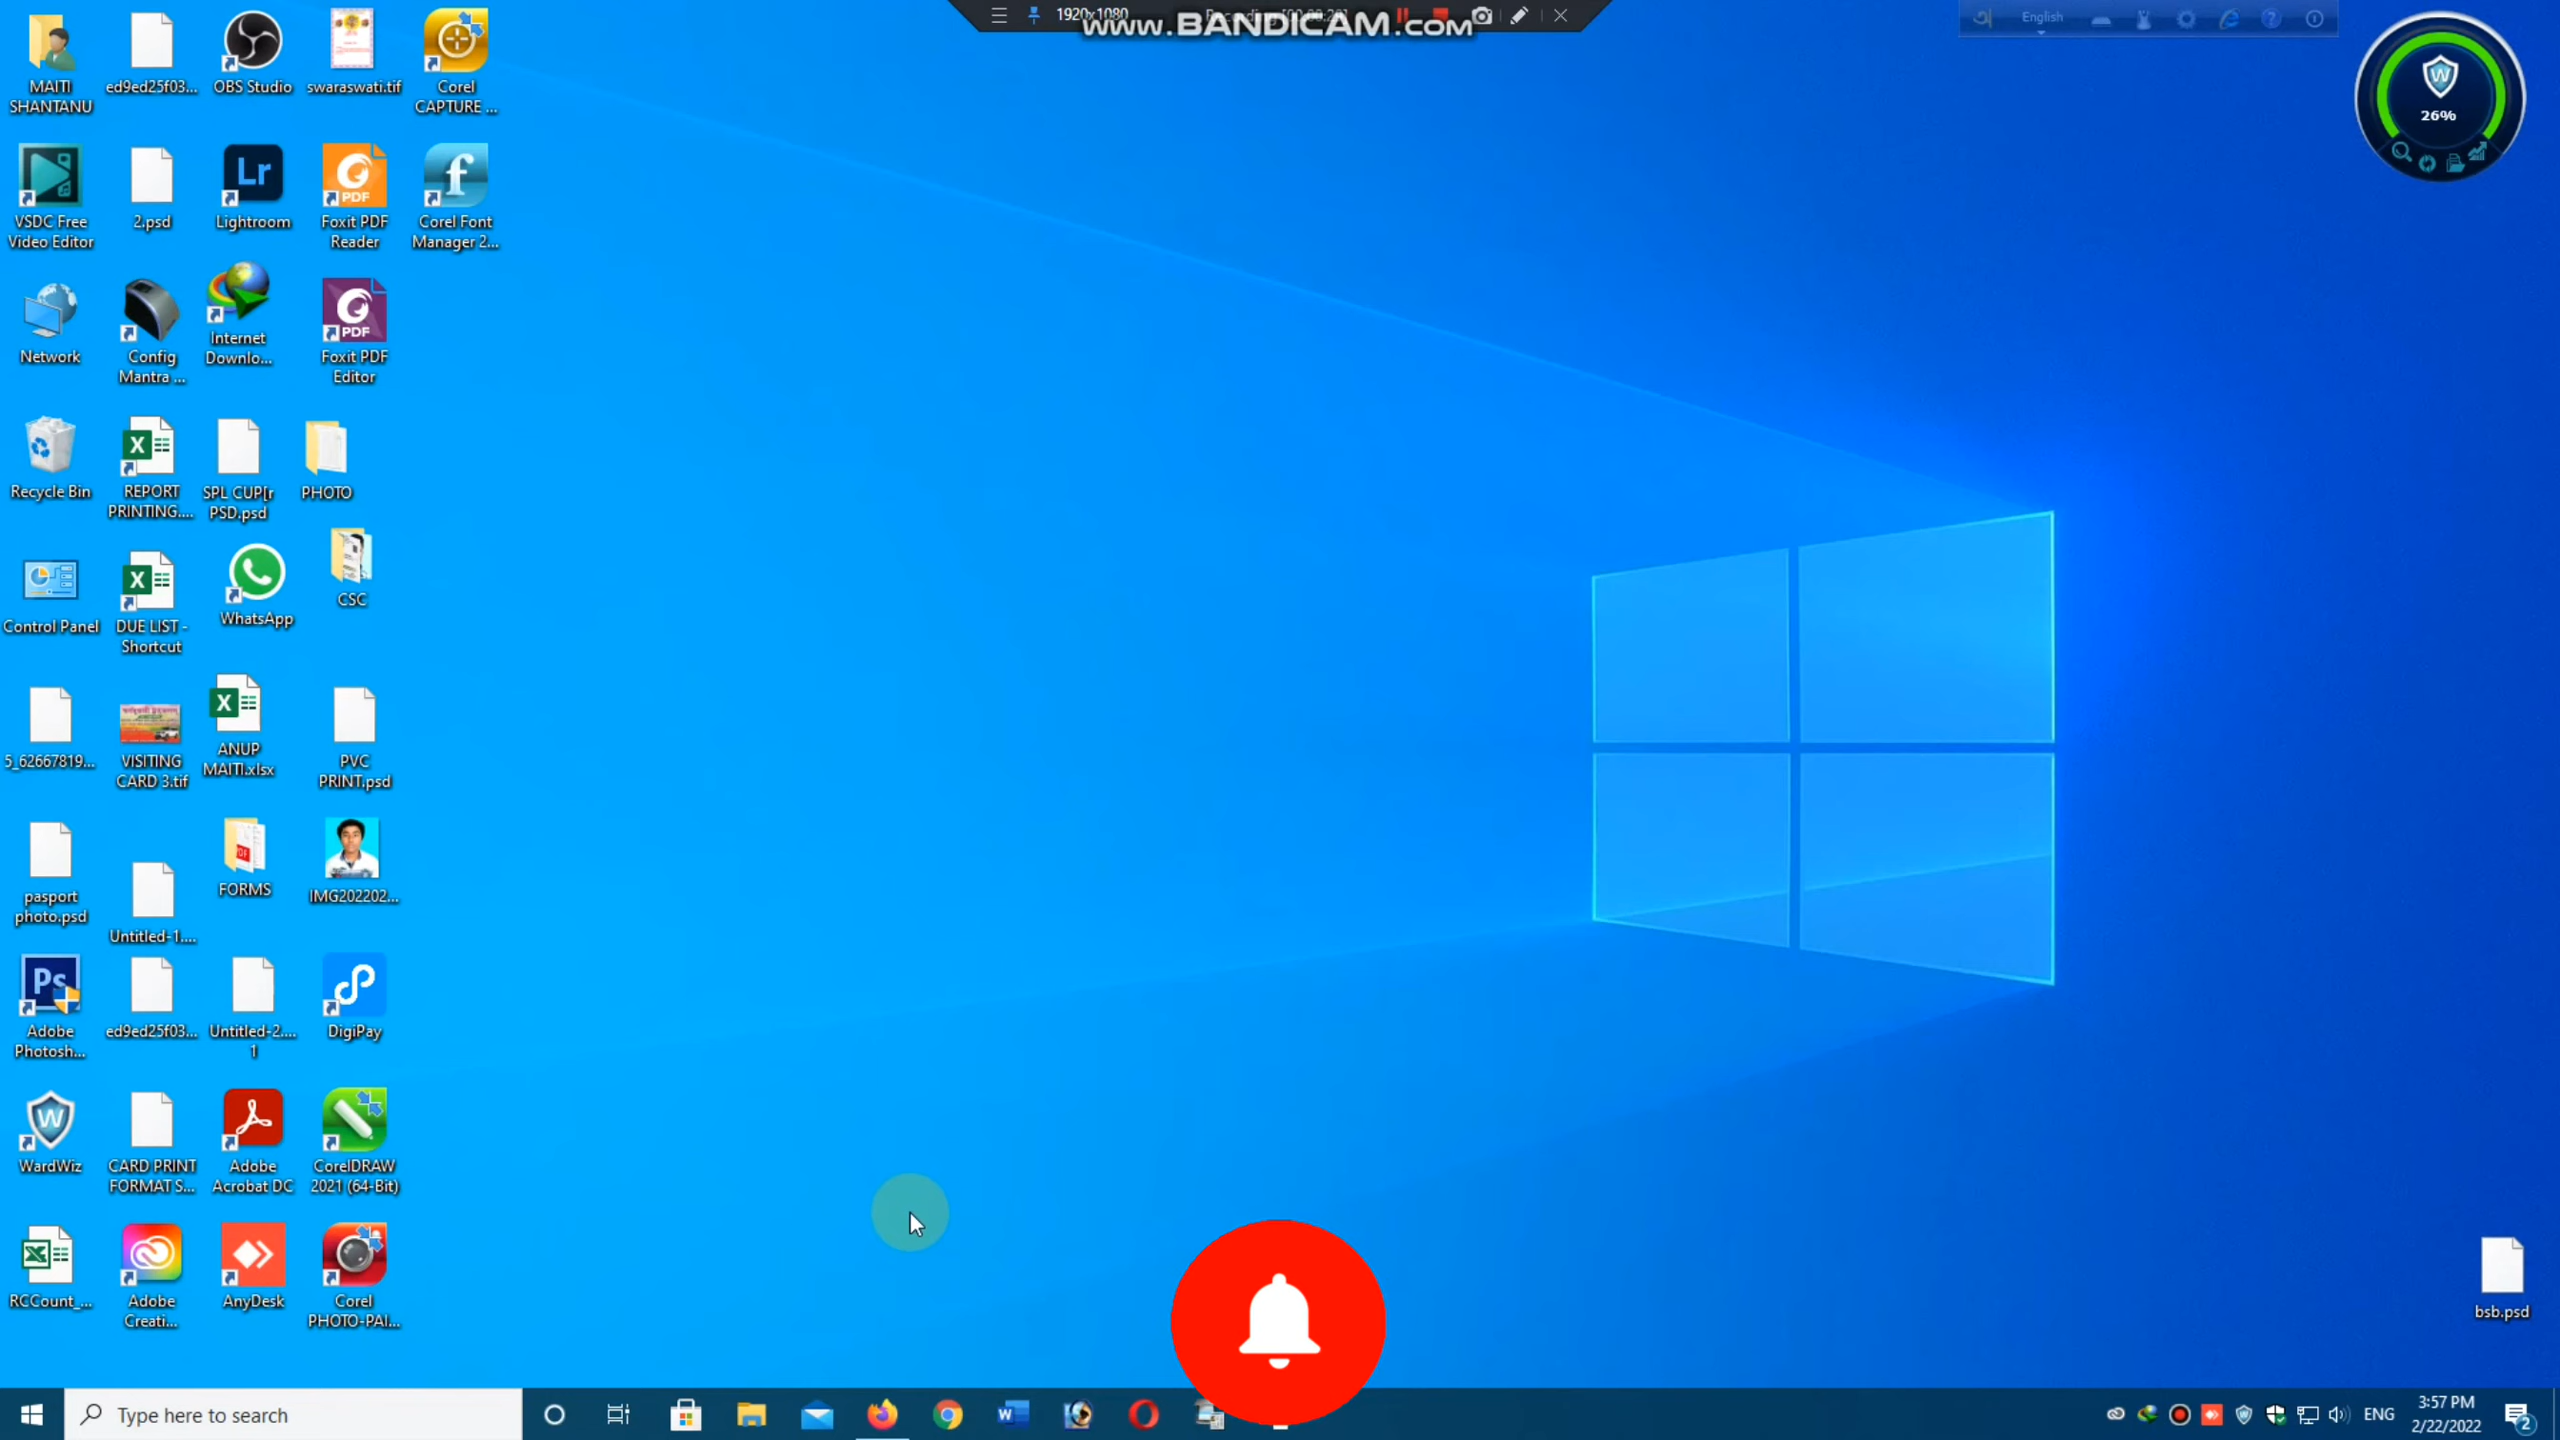 1920x1080
www.BANDICAM.com
English
26%
MAITI
SHANTANU
ed9ed25f03...
OBS Studio
swaraswati.tif
Corel
CAPTURE ...
VSDC Free
Video Editor
2.psd
Lr
Lightroom
PDF
Foxit PDF
Reader
f
Corel Font
Manager 2...
Network
Config
Mantra ...
Internet
Downlo...
PDF
Foxit PDF
Editor
Recycle Bin
REPORT
PRINTING....
SPL CUP[r
PSD.psd
PHOTO
Control Panel
DUE LIST -
Shortcut
WhatsApp
CSC
5_62667819...
VISITING
CARD 3.tif
ANUP
MAITI.xlsx
PVC
PRINT.psd
pasport
photo.psd
Untitled-1....
FORMS
IMG202202...
Ps
Adobe
Photosh...
ed9ed25f03...
Untitled-2....
1
DigiPay
W
WardWiz
CARD PRINT
FORMAT S...
Adobe
Acrobat DC
CorelDRAW
2021 (64-Bit)
RCCount_...
Adobe
Creati...
AnyDesk
Corel
PHOTO-PAI...
bsb.psd
Type here to search
ENG
3:57 PM
2/22/2022
2